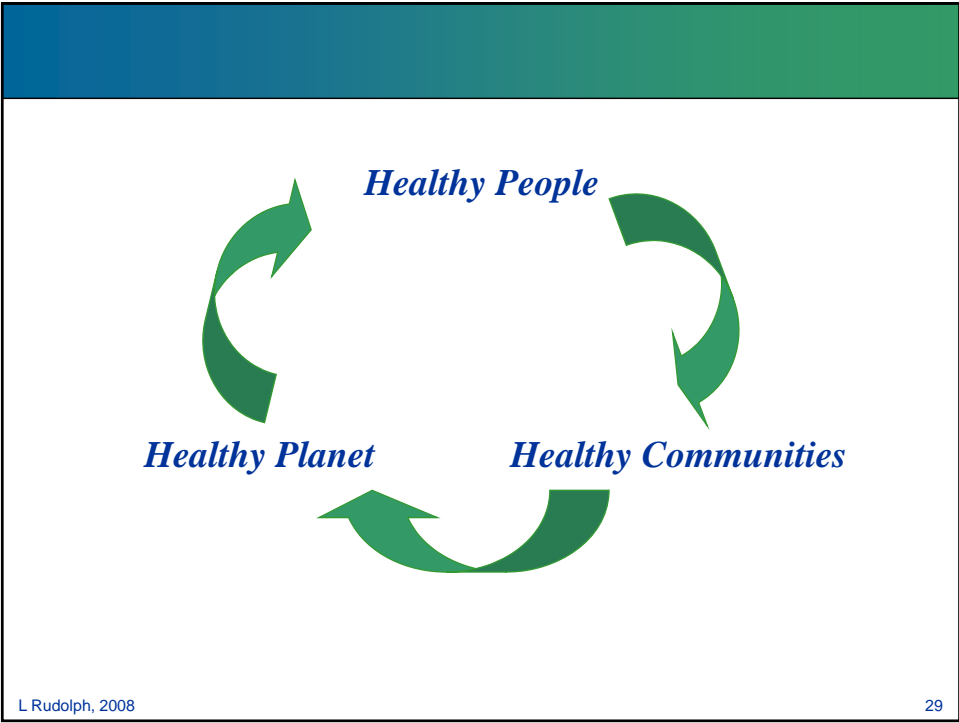 Healthy People
Healthy Planet
Healthy Communities
L Rudolph, 2008
29